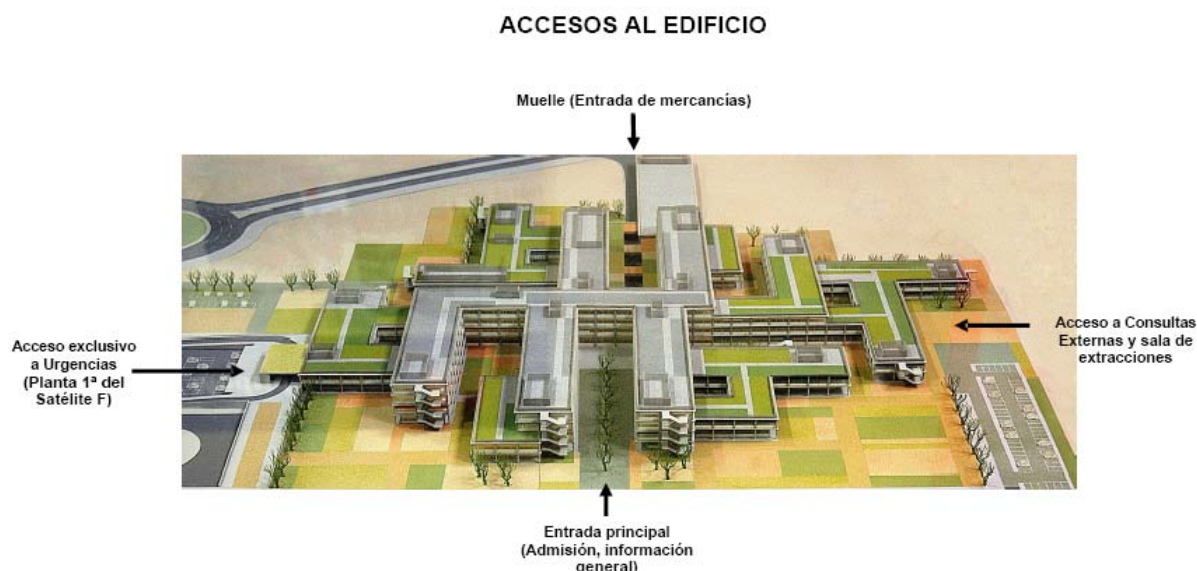 ACCESOS AL EDIFICIO
Muelle (Entrada de mercancías)
Acceso exclusivo
a Urgencias
(Planta 1ª del
Satélite F)
Acceso a Consultas
Externas y sala de
extracciones
Entrada principal
(Admisión, información
general)